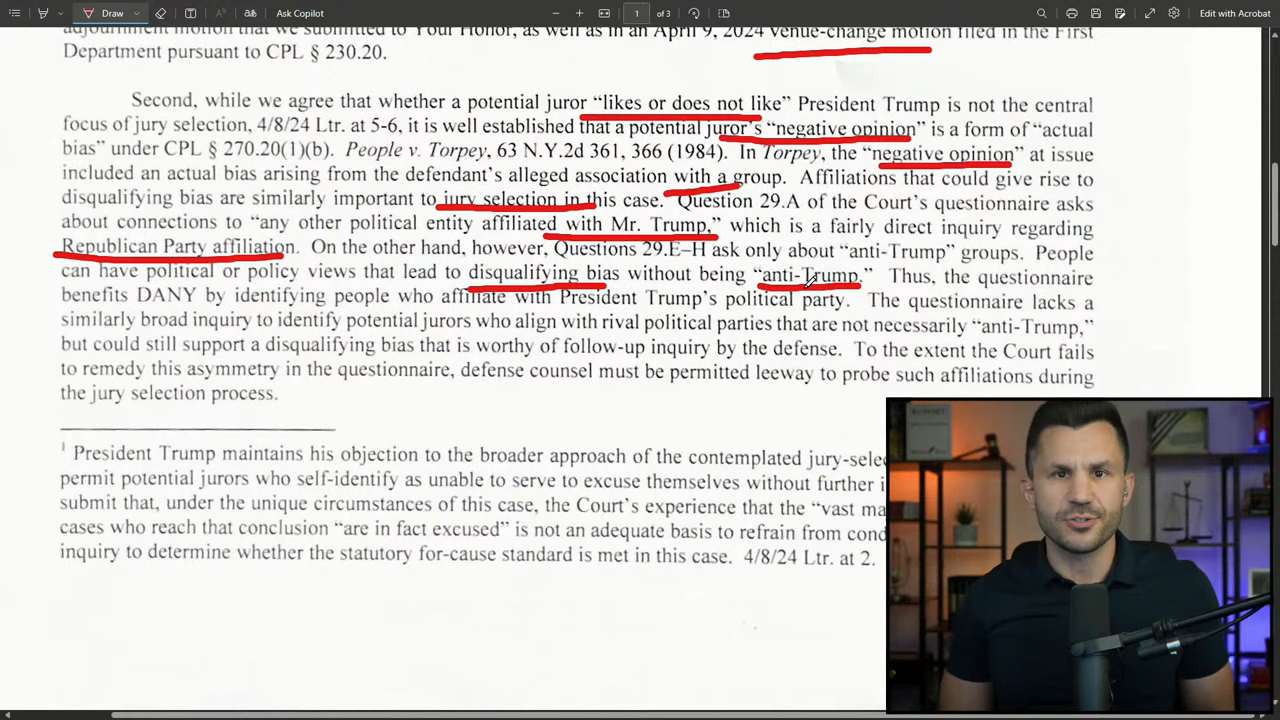 Draw
Ask Copilot
1 of 3
Edit with Acrobat
adjournment motion that we submitted to Your Honor, as well as in an April 9, 2024 venue-change motion filed in the First
Department pursuant to CPL § 230.20.
Second, while we agree that whether a potential juror “likes or does not like” President Trump is not the central
focus of jury selection, 4/8/24 Ltr. at 5-6, it is well established that a potential juror’s “negative opinion” is a form of “actual
bias” under CPL § 270.20(1)(b). People v. Torpey, 63 N.Y.2d 361, 366 (1984). In Torpey, the “negative opinion” at issue
included an actual bias arising from the defendant’s alleged association with a group. Affiliations that could give rise to
disqualifying bias are similarly important to jury selection in this case. Question 29.A of the Court’s questionnaire asks
about connections to “any other political entity affiliated with Mr. Trump,” which is a fairly direct inquiry regarding
Republican Party affiliation. On the other hand, however, Questions 29.E–H ask only about “anti-Trump” groups. People
can have political or policy views that lead to disqualifying bias without being “anti-Trump.” Thus, the questionnaire
benefits DANY by identifying people who affiliate with President Trump’s political party. The questionnaire lacks a
similarly broad inquiry to identify potential jurors who align with rival political parties that are not necessarily “anti-Trump,”
but could still support a disqualifying bias that is worthy of follow-up inquiry by the defense. To the extent the Court fails
to remedy this asymmetry in the questionnaire, defense counsel must be permitted leeway to probe such affiliations during
the jury selection process.
1 President Trump maintains his objection to the broader approach of the contemplated jury-selec
permit potential jurors who self-identify as unable to serve to excuse themselves without further i
submit that, under the unique circumstances of this case, the Court’s experience that the “vast ma
cases who reach that conclusion “are in fact excused” is not an adequate basis to refrain from cond
inquiry to determine whether the statutory for-cause standard is met in this case. 4/8/24 Ltr. at 2.